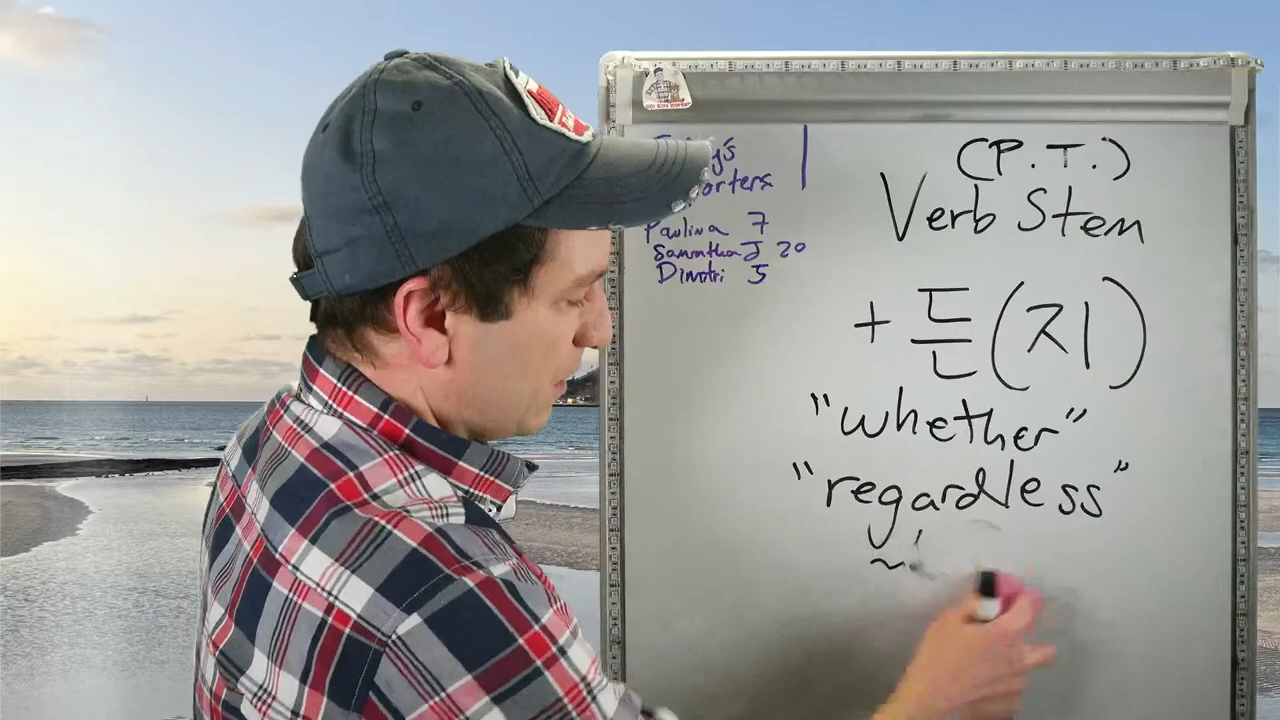 (P.T.)
Verb Stem
+ 든(지)
"whether"
"regardless"
~
Paulina 7
Samantha J 20
Dimitri 5